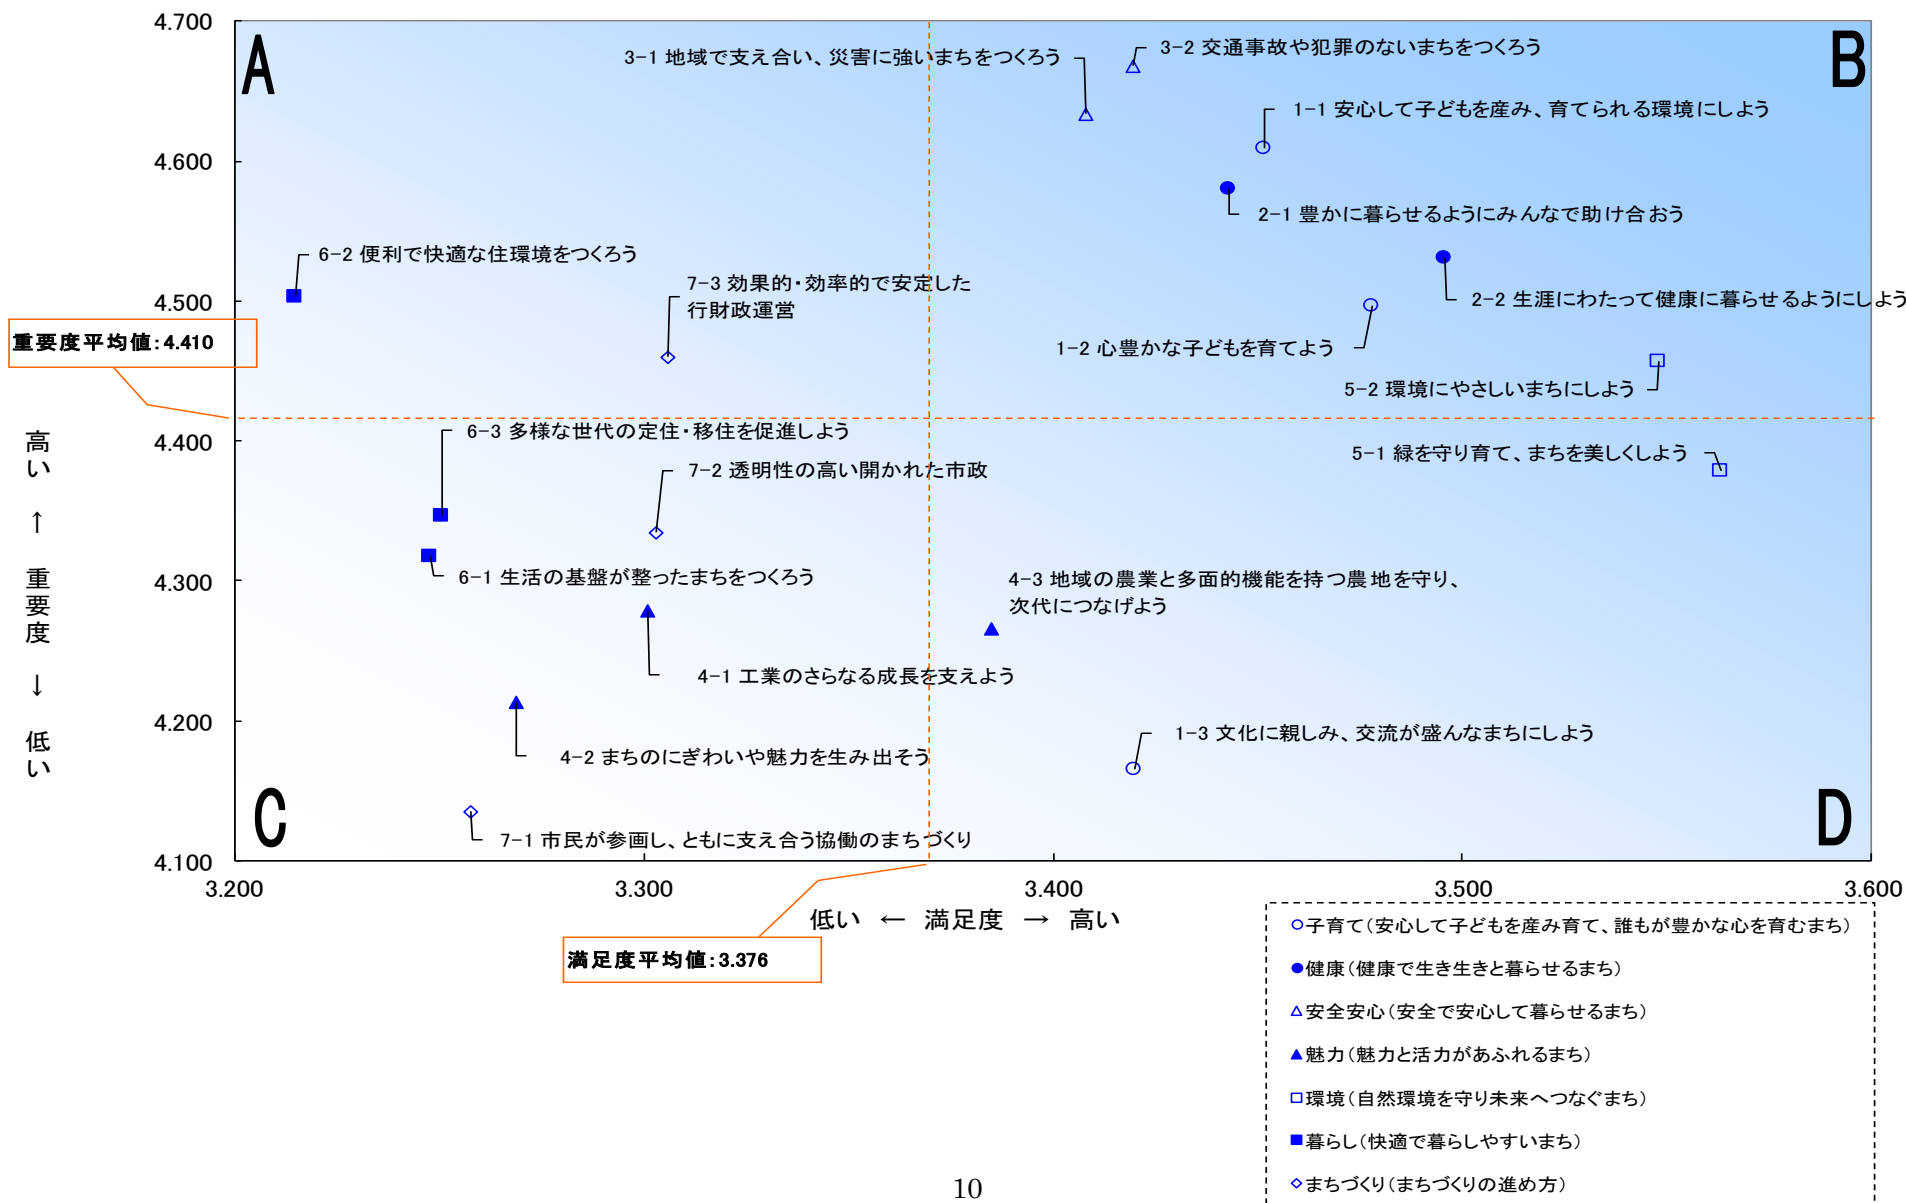 4.700
A
B
3-1 地域で支え合い、災害に強いまちをつくろう
3-2 交通事故や犯罪のないまちをつくろう
1-1 安心して子どもを産み、育てられる環境にしよう
4.600
2-1 豊かに暮らせるようにみんなで助け合おう
6-2 便利で快適な住環境をつくろう
7-3 効果的・効率的で安定した
行財政運営
4.500
2-2 生涯にわたって健康に暮らせるようにしよう
重要度平均値:4.410
1-2 心豊かな子どもを育てよう
5-2 環境にやさしいまちにしよう
4.400
6-3 多様な世代の定住・移住を促進しよう
5-1 緑を守り育て、まちを美しくしよう
7-2 透明性の高い開かれた市政
高い ↑ 重要度 ↓ 低い
4.300
6-1 生活の基盤が整ったまちをつくろう
4-3 地域の農業と多面的機能を持つ農地を守り、
次代につなげよう
4-1 工業のさらなる成長を支えよう
4.200
4-2 まちのにぎわいや魅力を生み出そう
1-3 文化に親しみ、交流が盛んなまちにしよう
C
D
7-1 市民が参画し、ともに支え合う協働のまちづくり
4.100
3.200
3.300
3.400
3.500
3.600
低い ← 満足度 → 高い
満足度平均値:3.376
子育て(安心して子どもを産み育て、誰もが豊かな心を育むまち)
健康(健康で生き生きと暮らせるまち)
安全安心(安全で安心して暮らせるまち)
魅力(魅力と活力があふれるまち)
環境(自然環境を守り未来へつなぐまち)
暮らし(快適で暮らしやすいまち)
まちづくり(まちづくりの進め方)
10